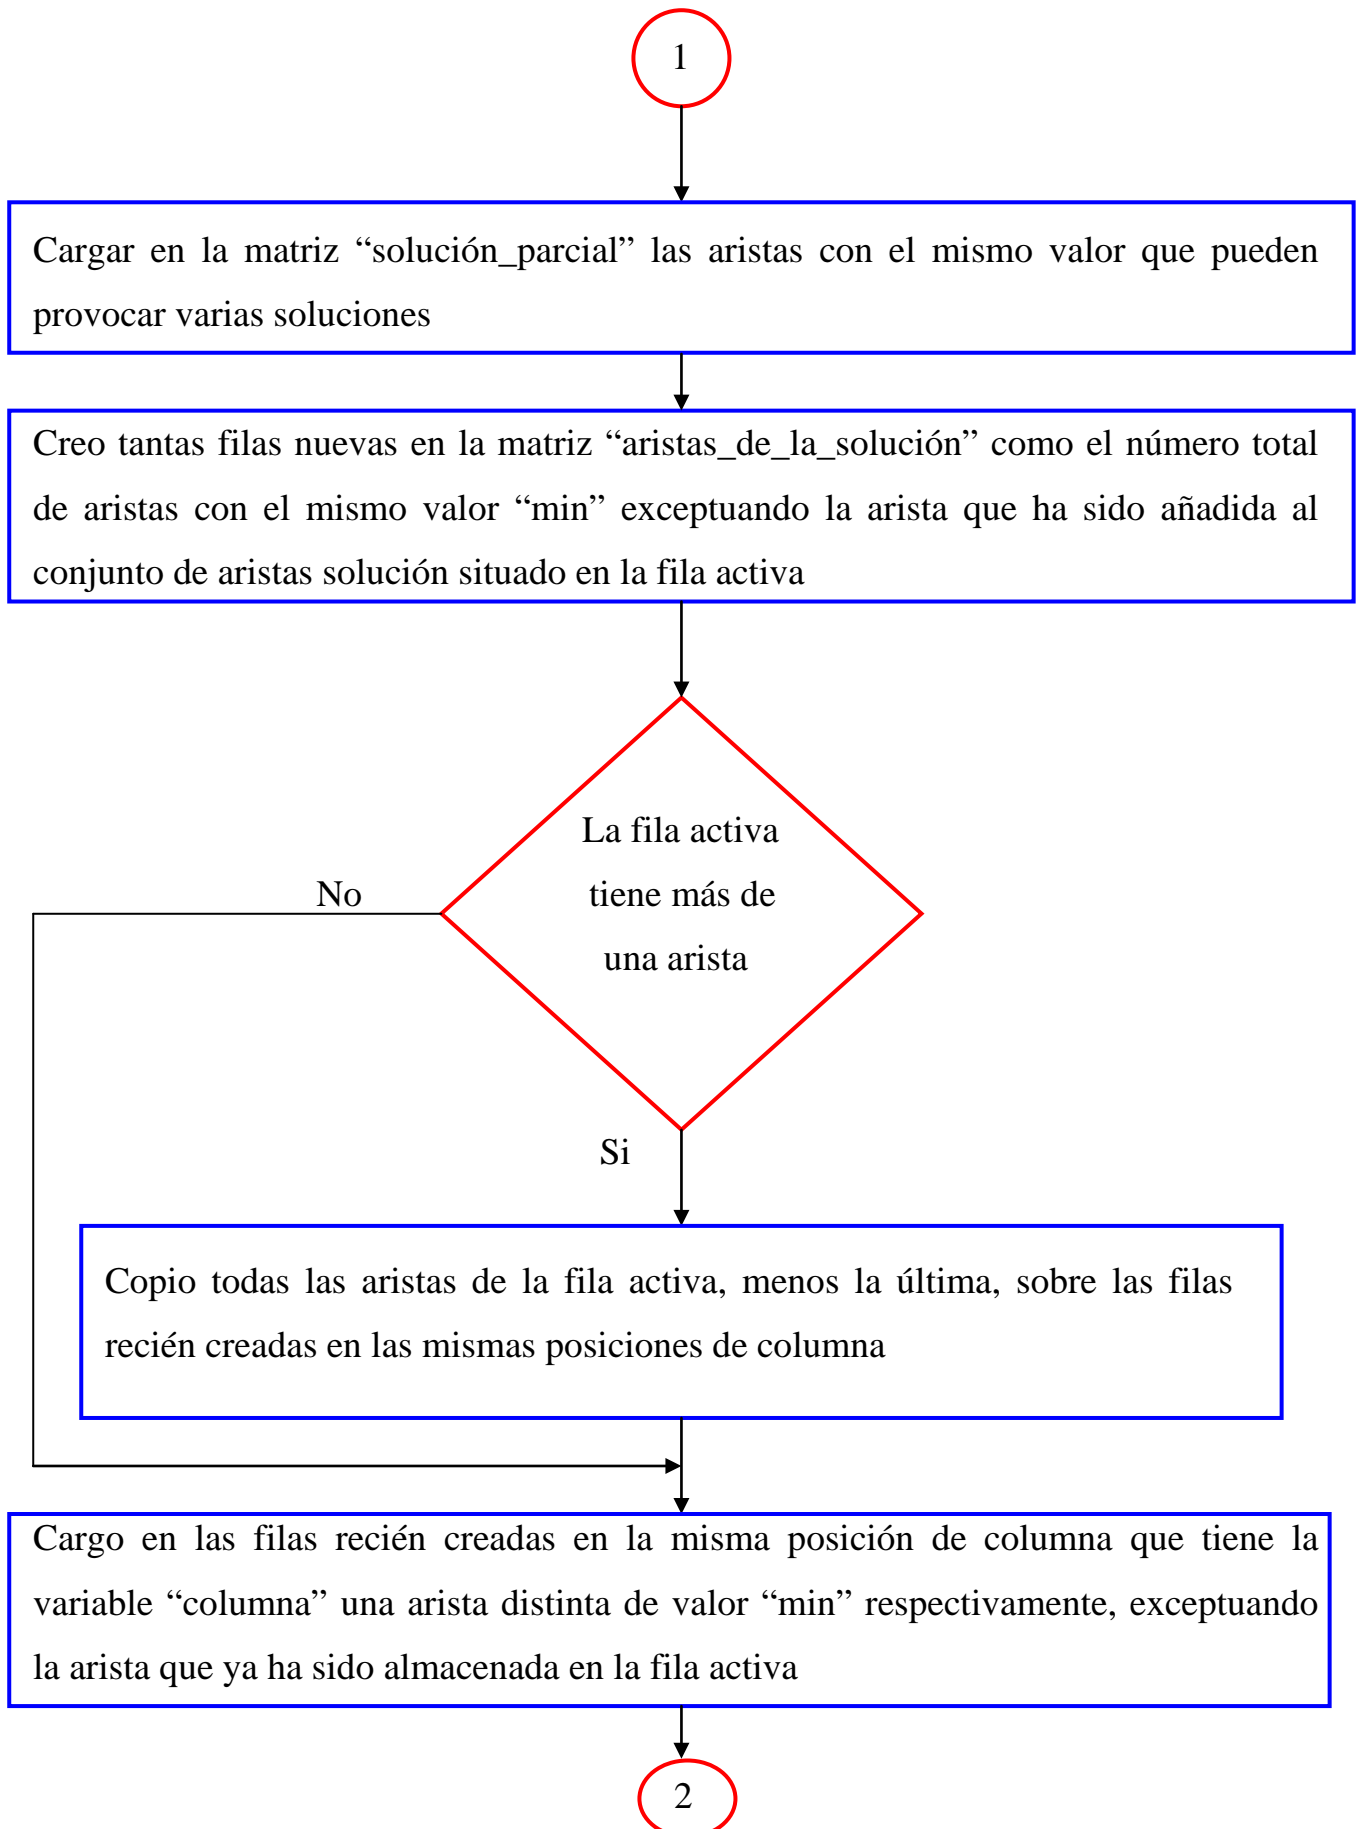 1
Cargar en la matriz “solución_parcial” las aristas con el mismo valor que pueden
provocar varias soluciones
Creo tantas filas nuevas en la matriz “aristas_de_la_solución” como el número total
de aristas con el mismo valor “min” exceptuando la arista que ha sido añadida al
conjunto de aristas solución situado en la fila activa
La fila activa
tiene más de
una arista
No
Si
Copio todas las aristas de la fila activa, menos la última, sobre las filas
recién creadas en las mismas posiciones de columna
Cargo en las filas recién creadas en la misma posición de columna que tiene la
variable “columna” una arista distinta de valor “min” respectivamente, exceptuando
la arista que ya ha sido almacenada en la fila activa
2